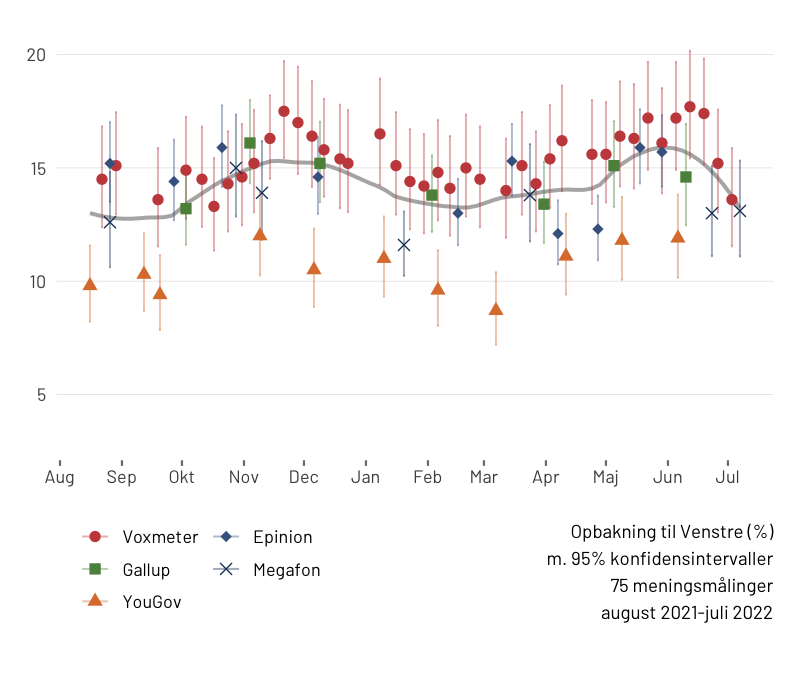 20
15
10
5
Aug Sep Okt Nov Dec Jan Feb Mar Apr Maj Jun Jul
Voxmeter Epinion
Gallup Megafon
YouGov
Opbakning til Venstre (%)
m. 95% konfidensintervaller
75 meningsmålinger
august 2021-juli 2022